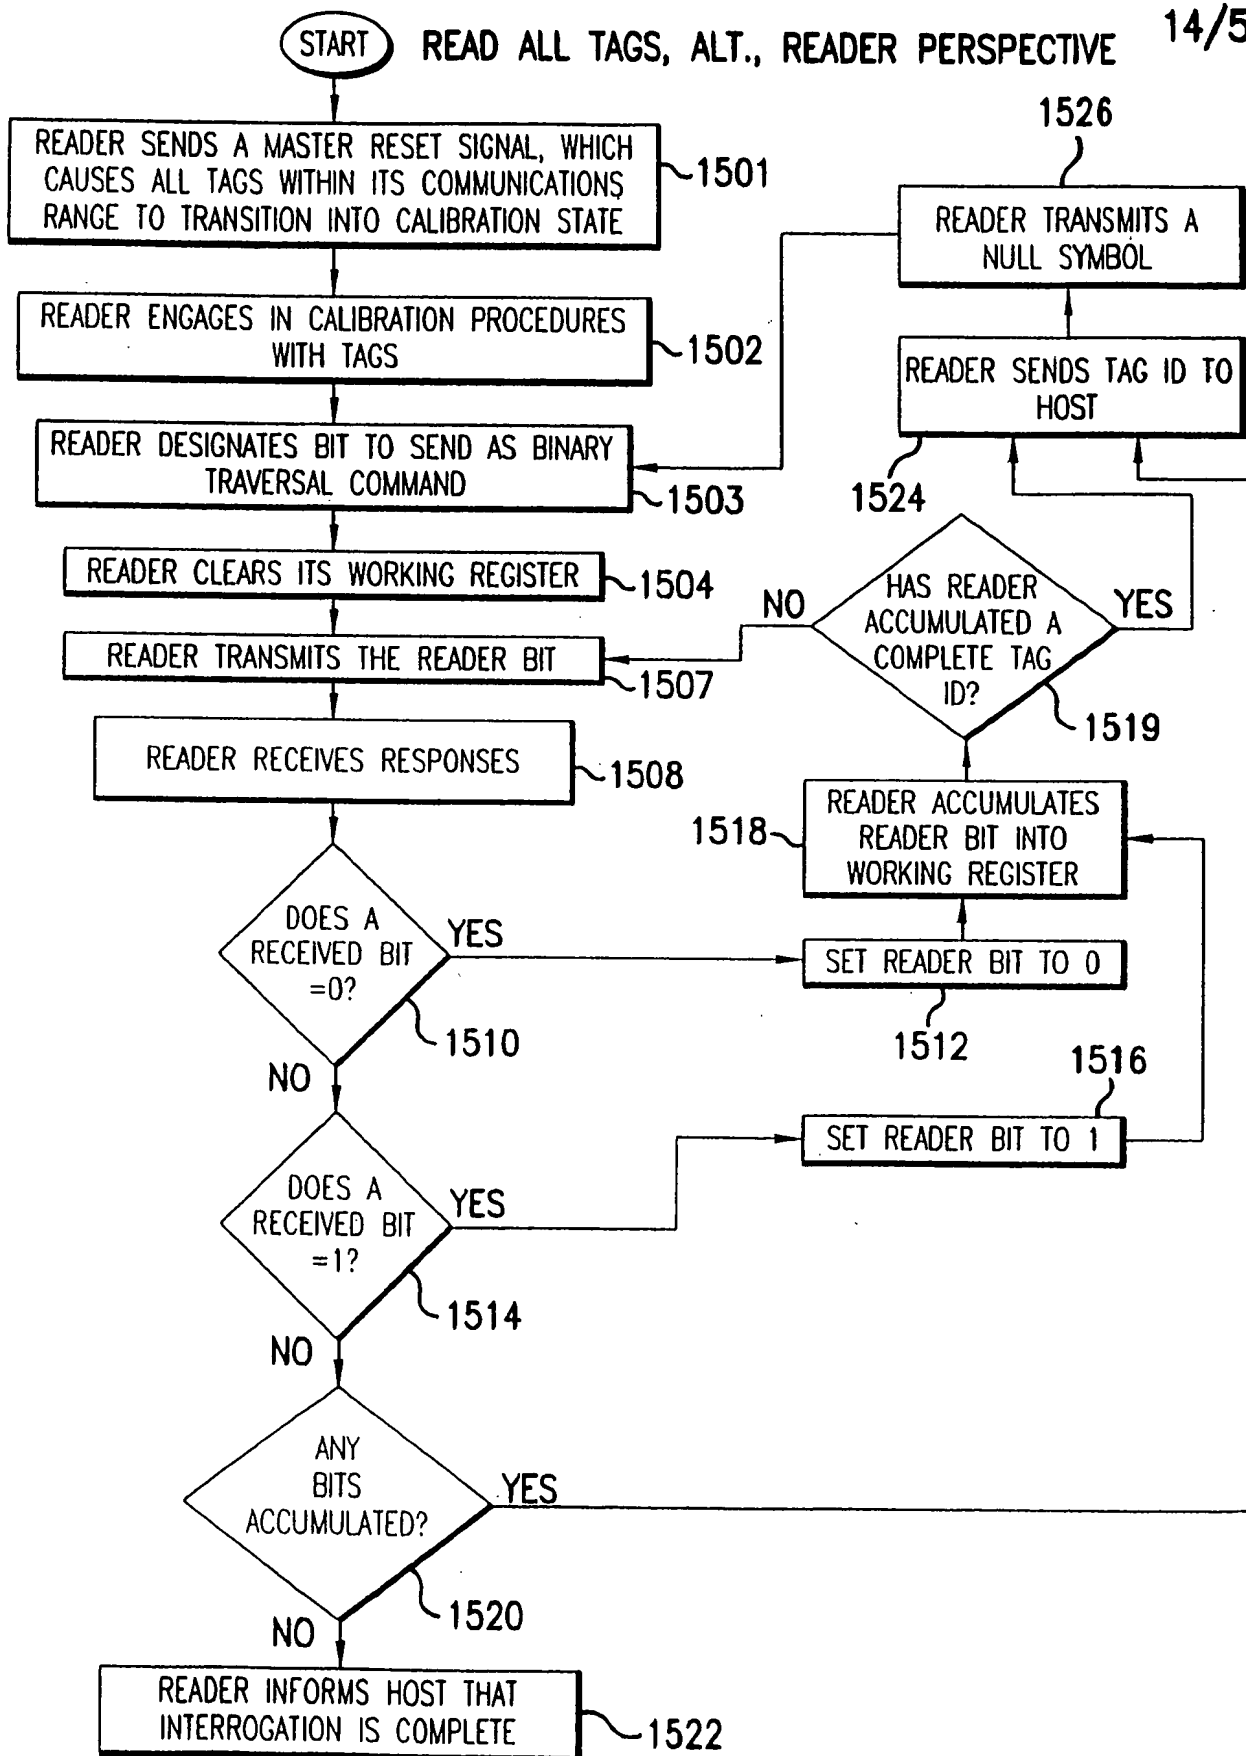 START
READ ALL TAGS, ALT., READER PERSPECTIVE
14/5
READER SENDS A MASTER RESET SIGNAL, WHICH
CAUSES ALL TAGS WITHIN ITS COMMUNICATIONS
RANGE TO TRANSITION INTO CALIBRATION STATE
1501
READER ENGAGES IN CALIBRATION PROCEDURES
WITH TAGS
1502
READER DESIGNATES BIT TO SEND AS BINARY
TRAVERSAL COMMAND
1503
READER CLEARS ITS WORKING REGISTER
1504
READER TRANSMITS THE READER BIT
1507
READER RECEIVES RESPONSES
1508
DOES A
RECEIVED BIT
=0?
YES
1510
NO
DOES A
RECEIVED BIT
=1?
YES
1514
NO
ANY
BITS
ACCUMULATED?
YES
1520
NO
READER INFORMS HOST THAT
INTERROGATION IS COMPLETE
1522
1526
READER TRANSMITS A
NULL SYMBOL
READER SENDS TAG ID TO
HOST
1524
HAS READER
ACCUMULATED A
COMPLETE TAG
ID?
NO
YES
1519
READER ACCUMULATES
READER BIT INTO
WORKING REGISTER
1518
SET READER BIT TO 0
1512
1516
SET READER BIT TO 1